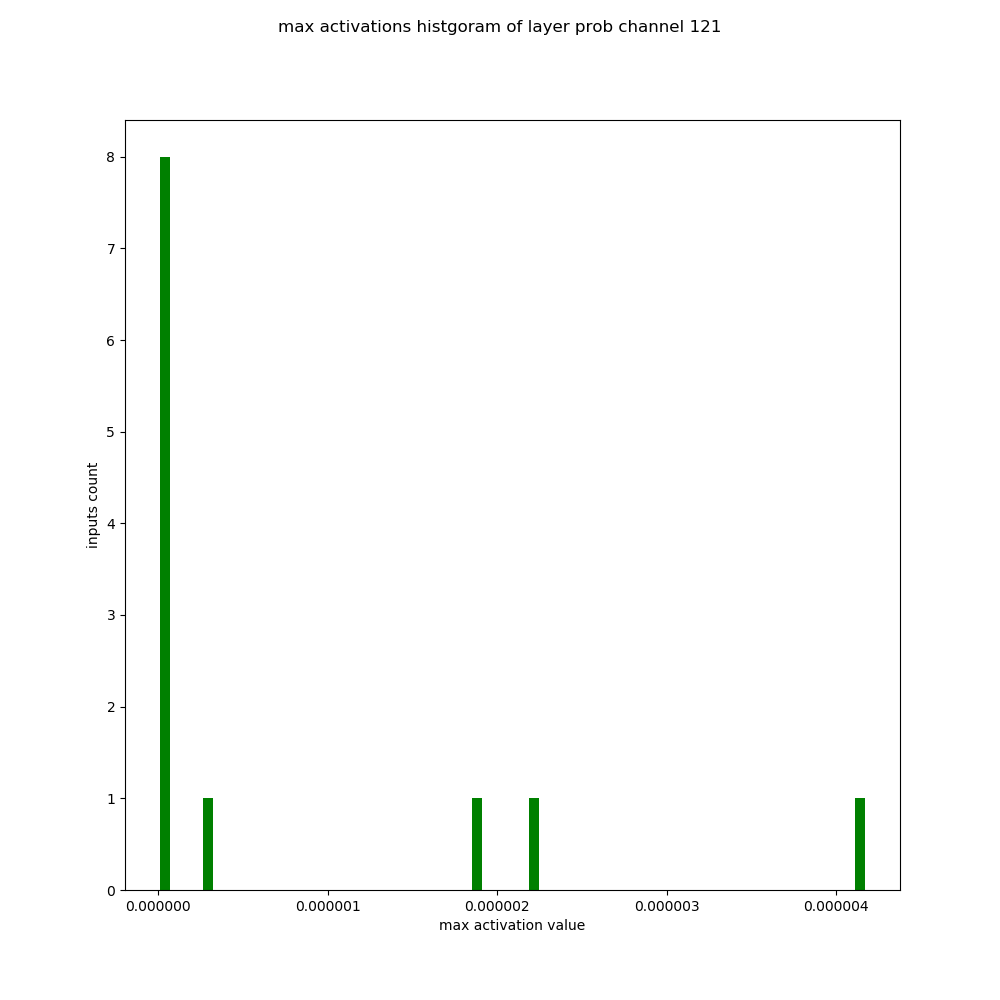 max activations histgoram of layer prob channel 121
8
7
6
5
4
3
2
1
0
inputs count
0.000000 0.000001 0.000002 0.000003 0.000004
max activation value